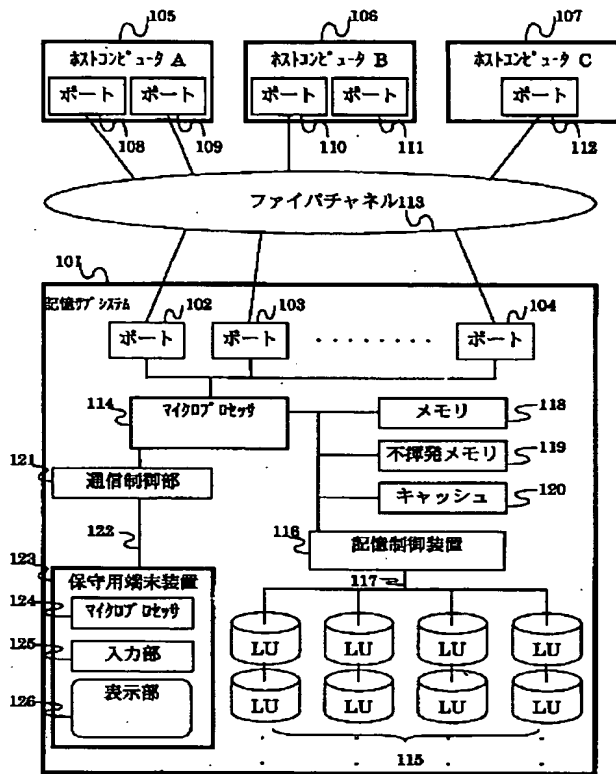 105
106
107
ホストコンピュータ A
ホストコンピュータ B
ホストコンピュータ C
ポート
ポート
ポート
ポート
ポート
108
109
110
111
112
ファイバチャネル113
101
記憶サブシステム
102
103
104
ポート
ポート
・・・・・・・・
ポート
114
マイクロプロセッサ
メモリ
118
不揮発メモリ
119
121
通信制御部
キャッシュ
120
122
116
記憶制御装置
123
保守用端末装置
117
124
マイクロプロセッサ
125
入力部
LU
LU
LU
LU
126
表示部
LU
LU
LU
LU
115